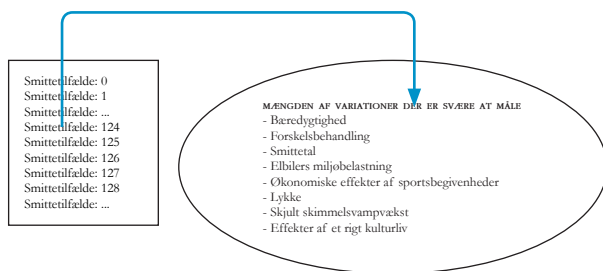 Smittetilfælde: 0
Smittetilfælde: 1
Smittetilfælde: ...
Smittetilfælde: 124
Smittetilfælde: 125
Smittetilfælde: 126
Smittetilfælde: 127
Smittetilfælde: 128
Smittetilfælde: ...
MÆNGDEN AF VARIATIONER DER ER SVÆRE AT MÅLE
- Bæredygtighed
- Forskelsbehandling
- Smittetal
- Elbilers miljøbelastning
- Økonomiske effekter af sportsbegivenheder
- Lykke
- Skjult skimmelsvampvækst
- Effekter af et rigt kulturliv